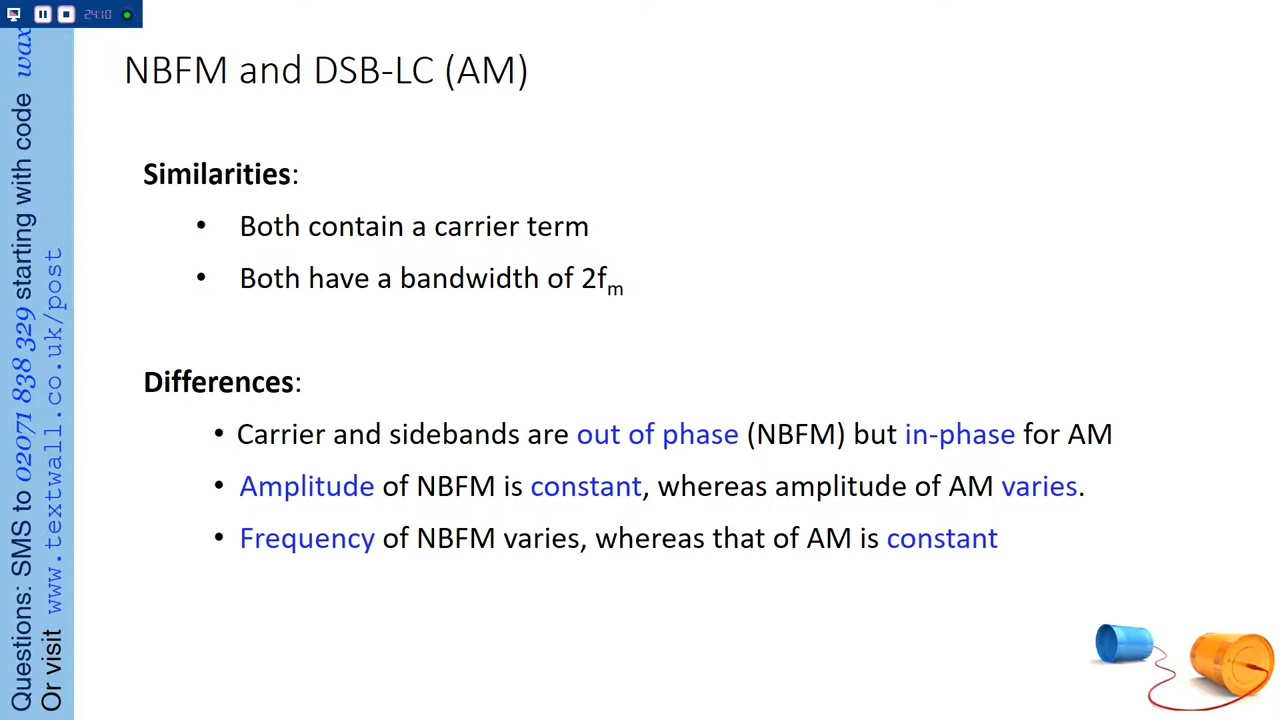 24:10
NBFM and DSB-LC (AM)
Similarities:
• Both contain a carrier term
• Both have a bandwidth of 2fm
Differences:
• Carrier and sidebands are out of phase (NBFM) but in-phase for AM
• Amplitude of NBFM is constant, whereas amplitude of AM varies.
• Frequency of NBFM varies, whereas that of AM is constant
Questions: SMS to 02071 838 329 starting with code wax
Or visit www.textwall.co.uk/post